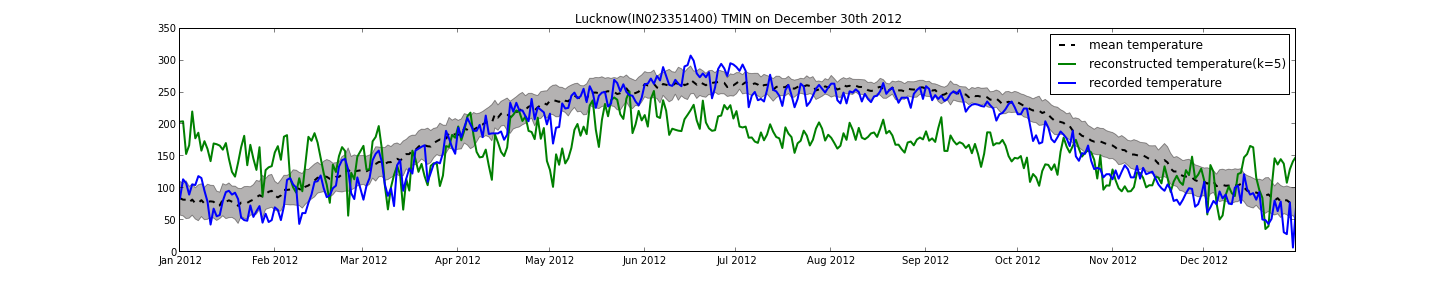 Lucknow(IN023351400) TMIN on December 30th 2012
350
300
250
200
150
100
50
0
mean temperature
reconstructed temperature(k=5)
recorded temperature
Jan 2012 Feb 2012 Mar 2012 Apr 2012 May 2012 Jun 2012 Jul 2012 Aug 2012 Sep 2012 Oct 2012 Nov 2012 Dec 2012